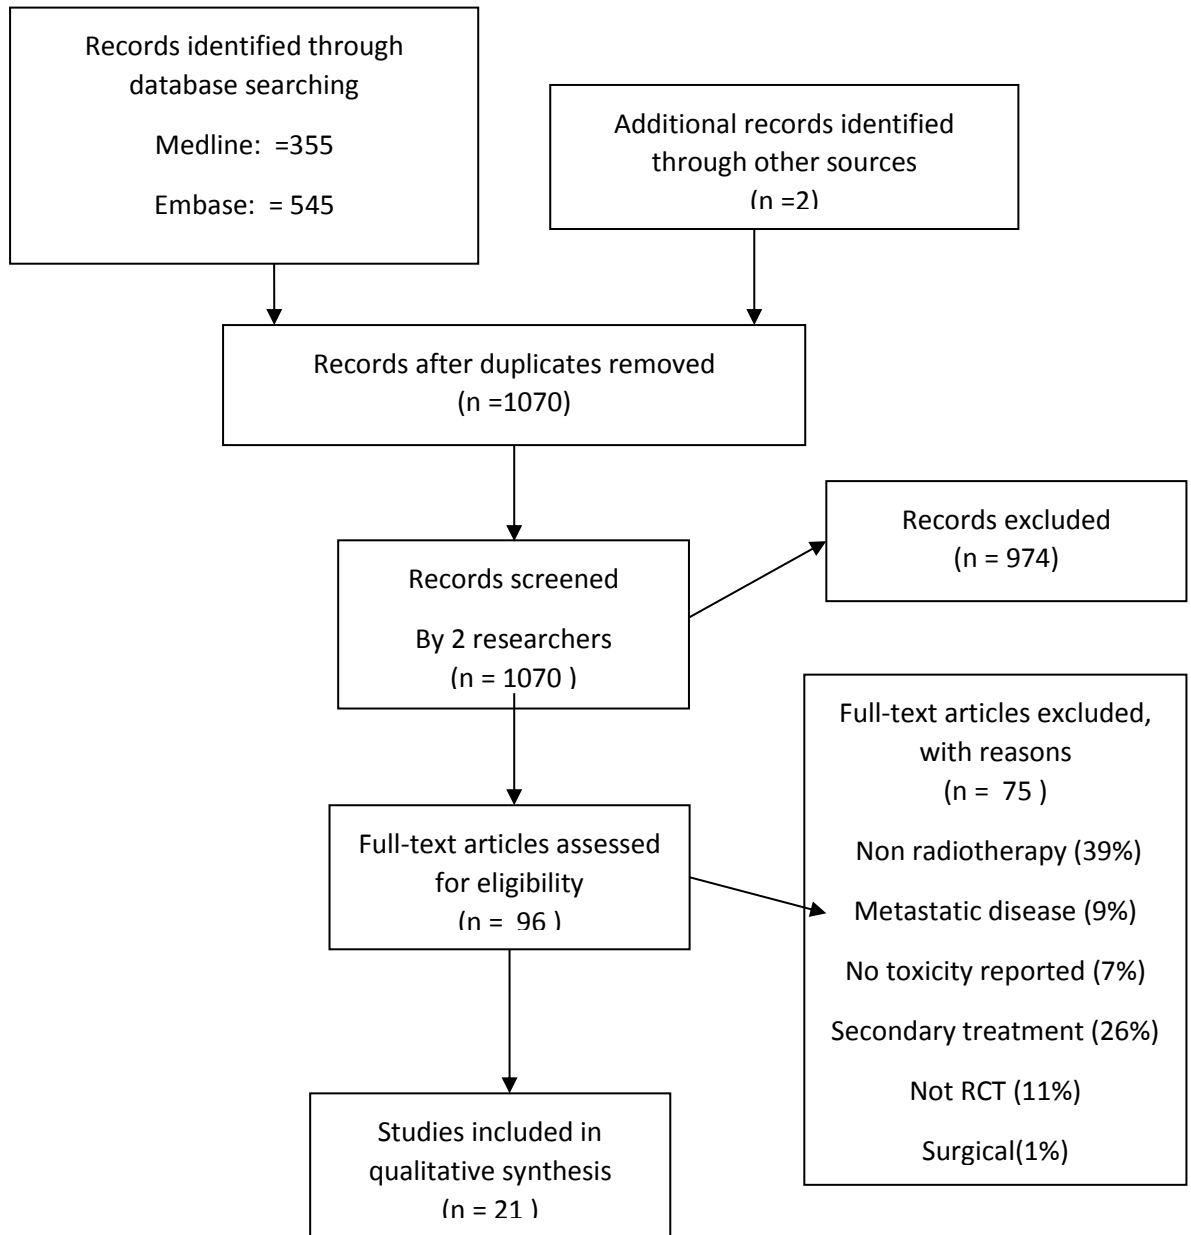 Records identified through
database searching
Medline:  =355
Embase:  = 545
Additional records identified
through other sources
(n =2)
Records after duplicates removed
(n =1070)
Records excluded
(n = 974)
Records screened
By 2 researchers
(n = 1070 )
Full-text articles excluded,
with reasons
(n =  75 )
Non radiotherapy (39%)
Metastatic disease (9%)
No toxicity reported (7%)
Secondary treatment (26%)
Not RCT (11%)
Surgical(1%)
Full-text articles assessed
for eligibility
(n =  96 )
Studies included in
qualitative synthesis
(n = 21 )